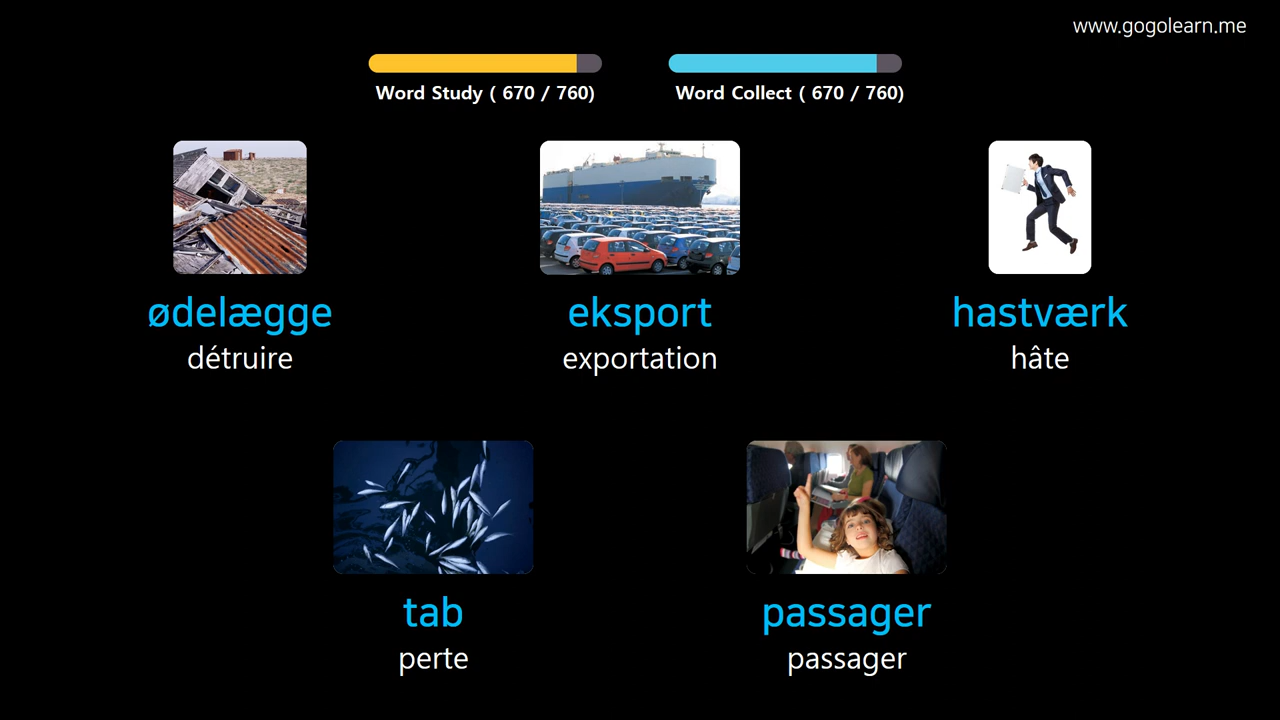 www.gogolearn.me
Word Study ( 670 / 760)
Word Collect ( 670 / 760)
ødelægge
détruire
eksport
exportation
hastværk
hâte
tab
perte
passager
passager